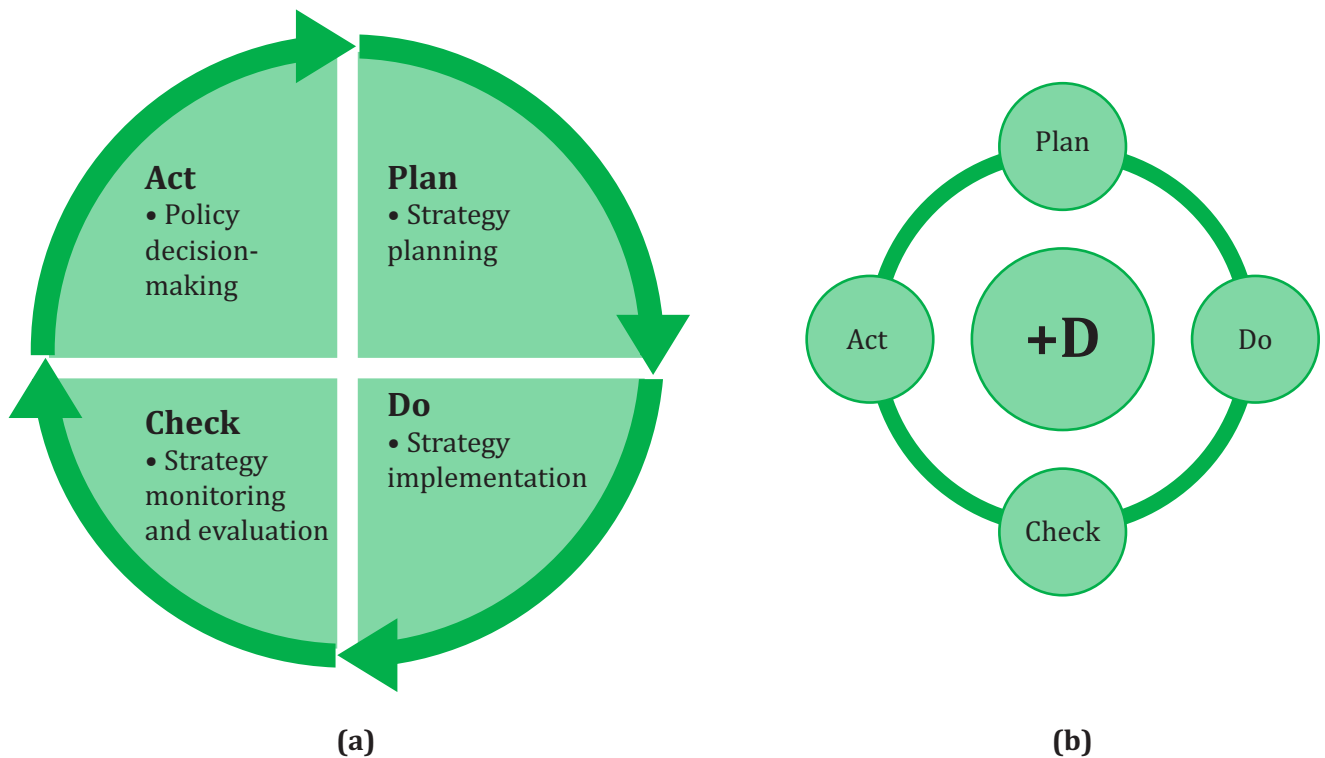 Act
• Policy
decision-
making
Plan
• Strategy
planning
Check
• Strategy
monitoring
and evaluation
Do
• Strategy
implementation
(a)
Plan
Act
+D
Do
Check
(b)